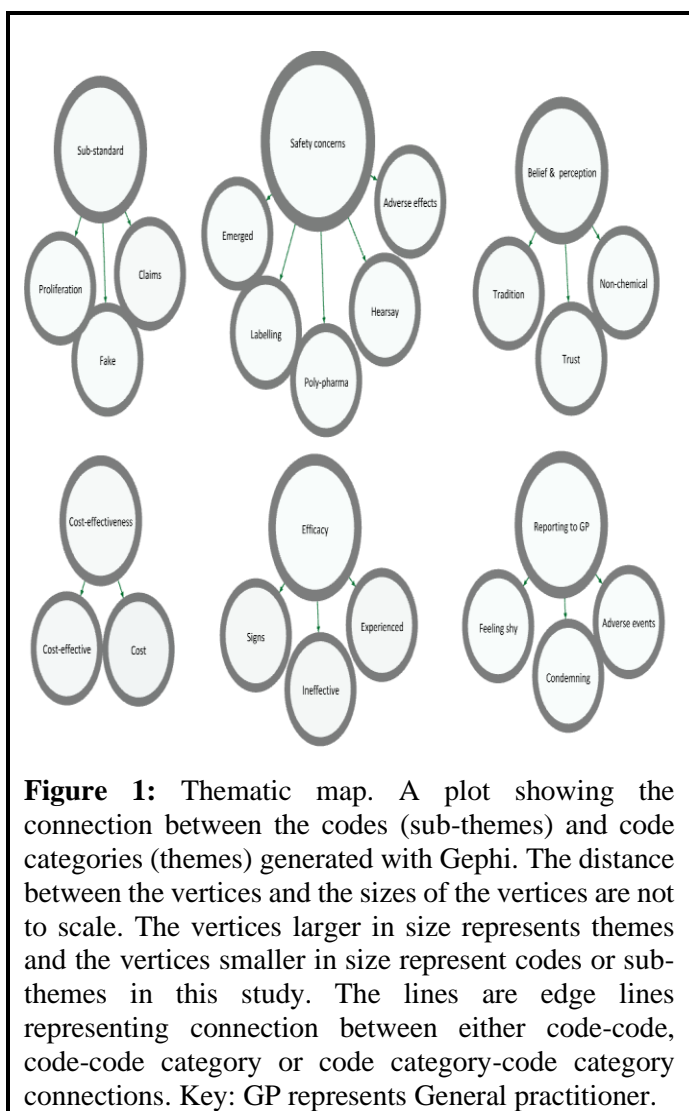 Sub-standard
Proliferation
Claims
Fake
Safety concerns
Emerged
Adverse effects
Labelling
Hearsay
Poly-pharma
Belief & perception
Tradition
Non-chemical
Trust
Cost-effectiveness
Cost-effective
Cost
Efficacy
Signs
Experienced
Ineffective
Reporting to GP
Feeling shy
Adverse events
Condemning
Figure 1: Thematic map. A plot showing the
connection between the codes (sub-themes) and code
categories (themes) generated with Gephi. The distance
between the vertices and the sizes of the vertices are not
to scale. The vertices larger in size represents themes
and the vertices smaller in size represent codes or sub-
themes in this study. The lines are edge lines
representing connection between either code-code,
code-code category or code category-code category
connections. Key: GP represents General practitioner.